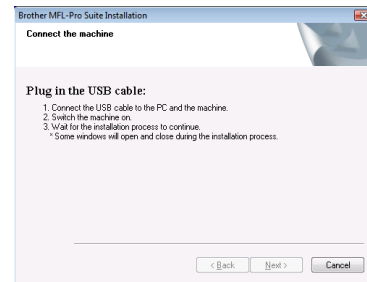 Brother MFL-Pro Suite Installation
Connect the machine
Plug in the USB cable:
1. Connect the USB cable to the PC and the machine.
2. Switch the machine on.
3. Wait for the installation process to continue.
* Some windows will open and close during the installation process.
< Back Next > Cancel